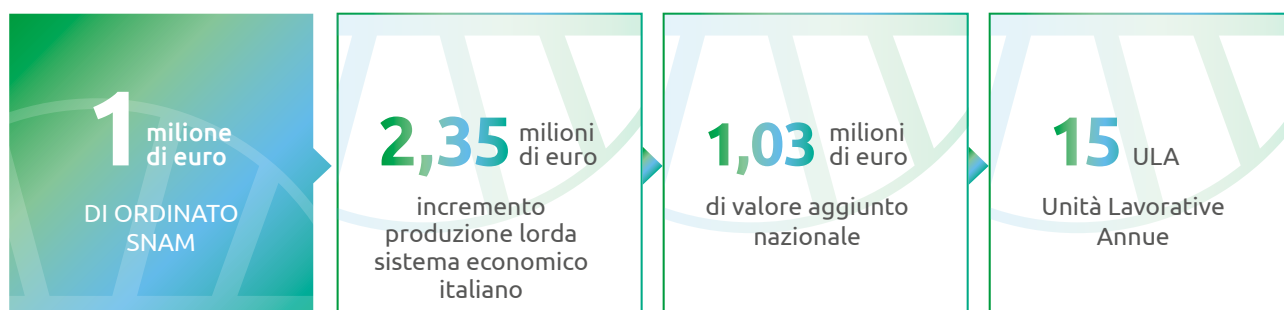 1 milione
di euro
DI ORDINATO
SNAM
2,35 milioni
di euro
incremento
produzione lorda
sistema economico
italiano
1,03 milioni
di euro
di valore aggiunto
nazionale
15 ULA
Unità Lavorative
Annue